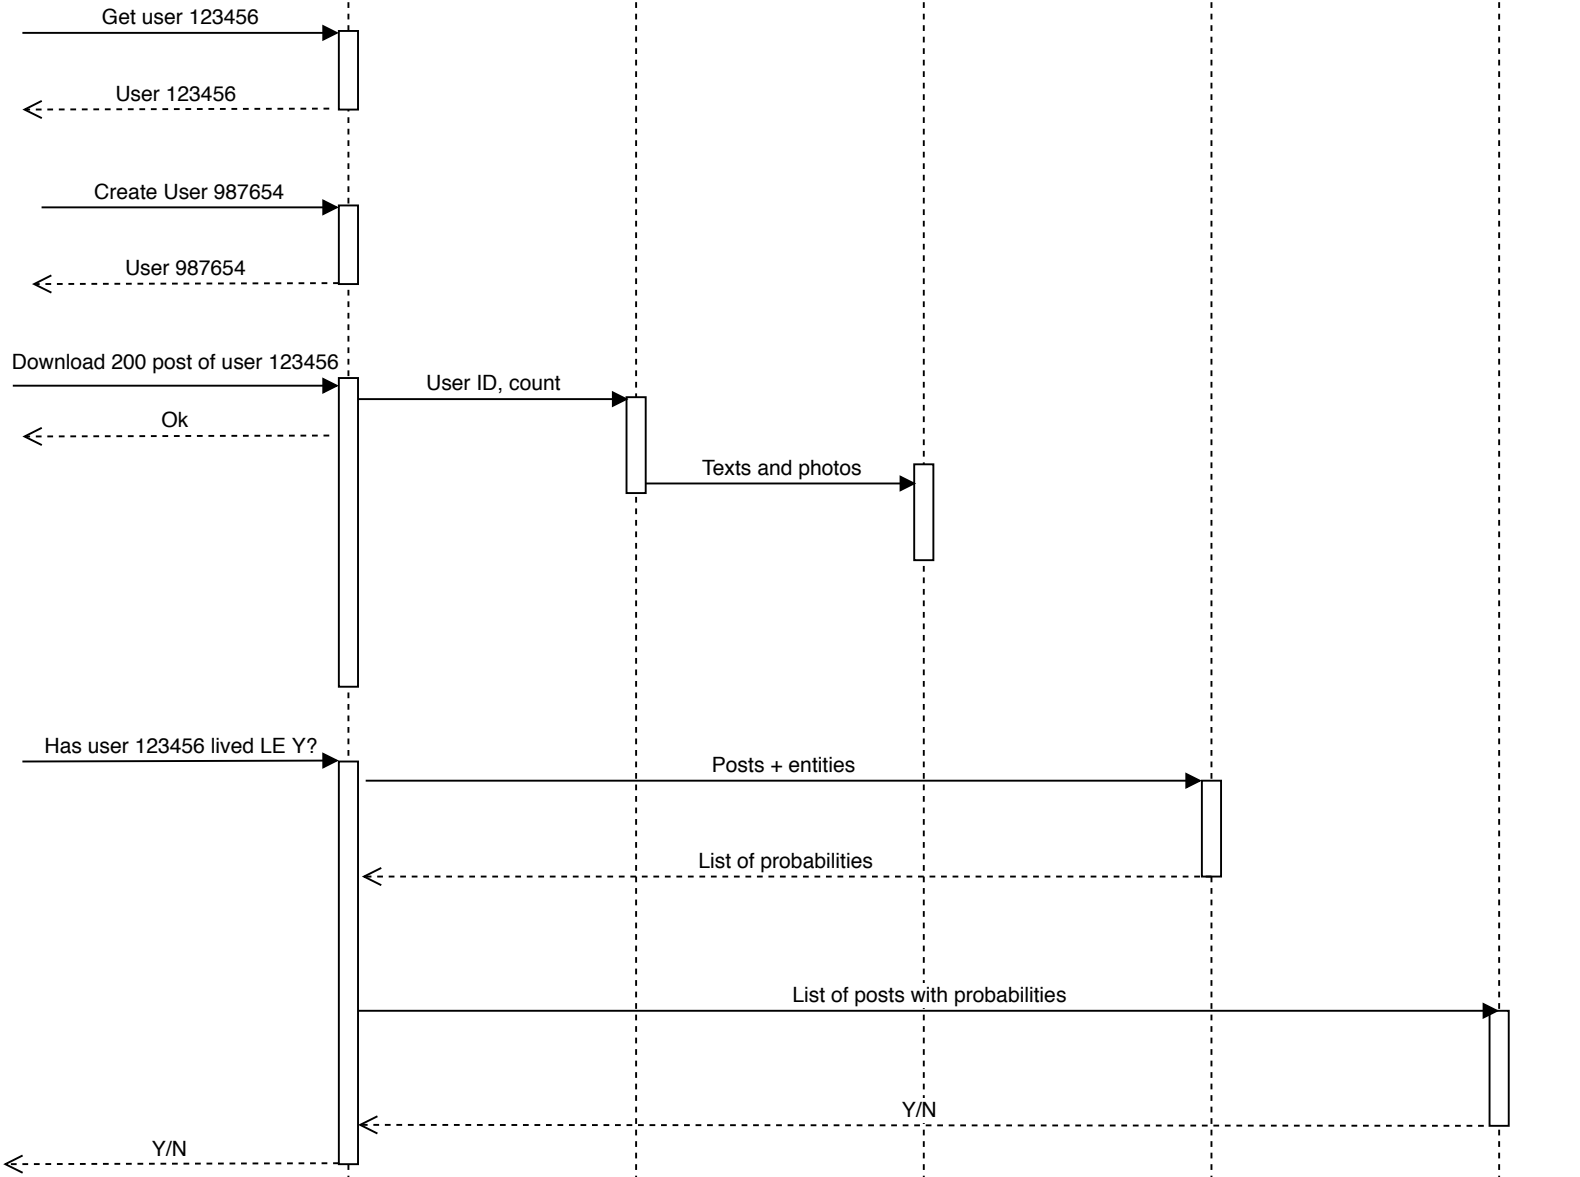 Get user 123456
User 123456
Create User 987654
User 987654
Download 200 post of user 123456
User ID, count
Ok
Texts and photos
Has user 123456 lived LE Y?
Posts + entities
List of probabilities
List of posts with probabilities
Y/N
Y/N